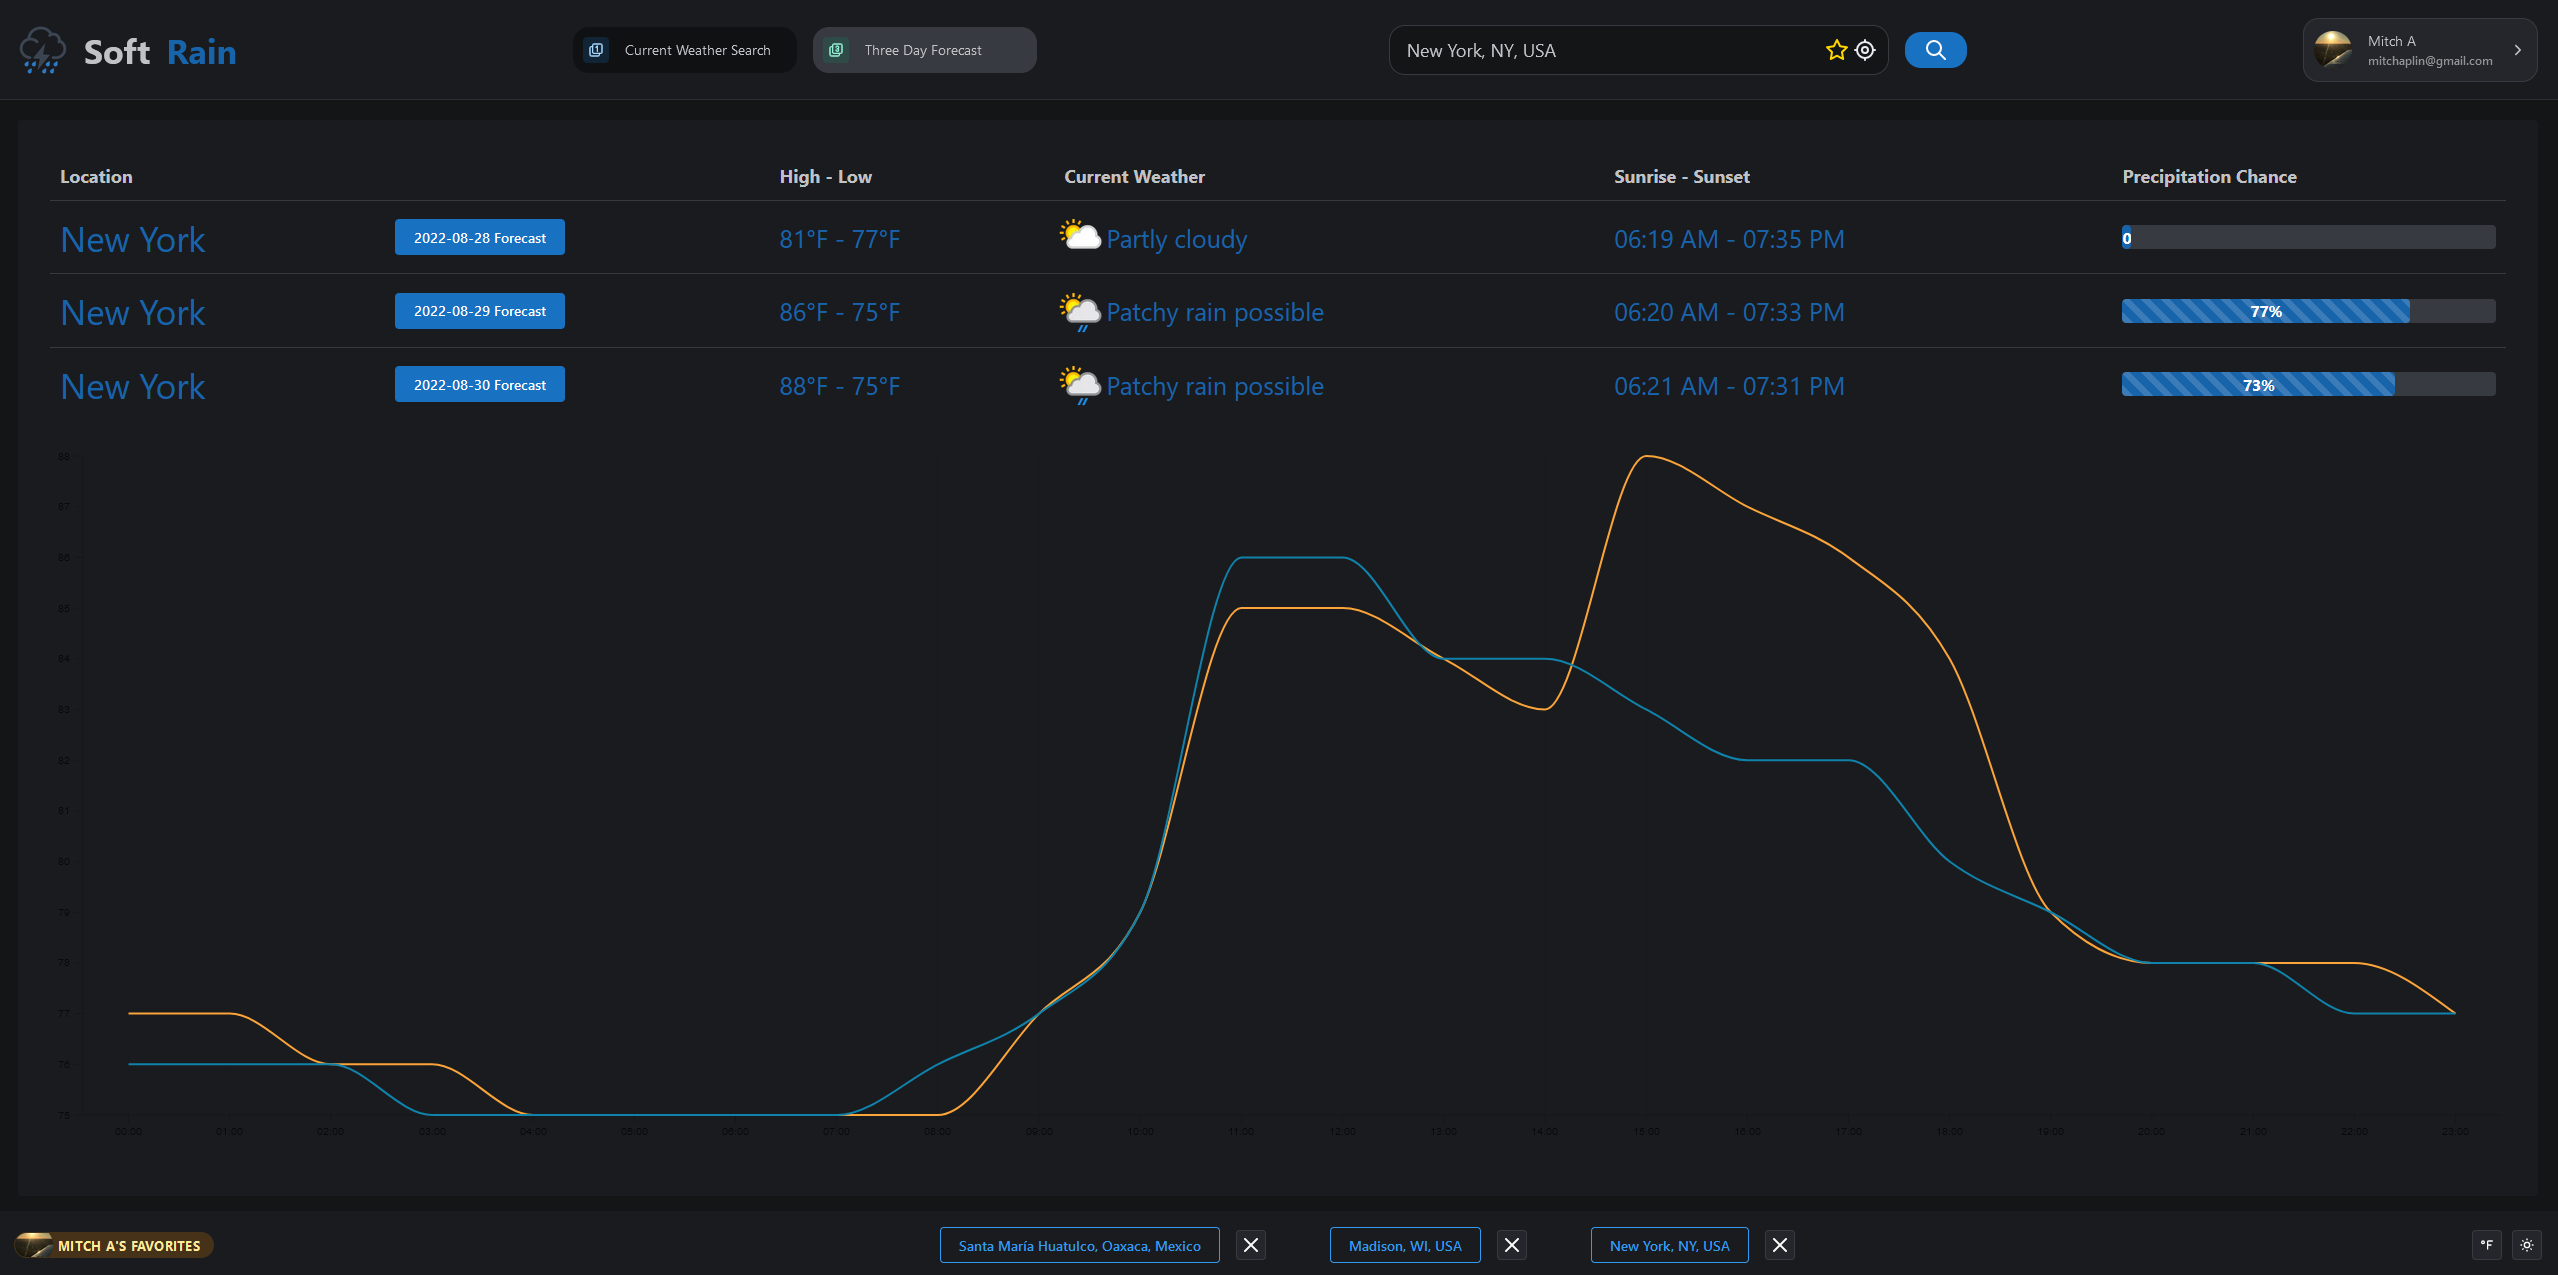 Soft Rain
Current Weather Search
Three Day Forecast
New York, NY, USA
Mitch A
mitchaplin@gmail.com
Location High - Low Current Weather Sunrise - Sunset Precipitation Chance
New York 2022-08-28 Forecast 81°F - 77°F Partly cloudy 06:19 AM - 07:35 PM 0
New York 2022-08-29 Forecast 86°F - 75°F Patchy rain possible 06:20 AM - 07:33 PM 77%
New York 2022-08-30 Forecast 88°F - 75°F Patchy rain possible 06:21 AM - 07:31 PM 73%
88
87
86
85
84
83
82
81
80
79
78
77
76
75
00:00 01:00 02:00 03:00 04:00 05:00 06:00 07:00 08:00 09:00 10:00 11:00 12:00 13:00 14:00 15:00 16:00 17:00 18:00 19:00 20:00 21:00 22:00 23:00
MITCH A'S FAVORITES
Santa María Huatulco, Oaxaca, Mexico
Madison, WI, USA
New York, NY, USA
°F